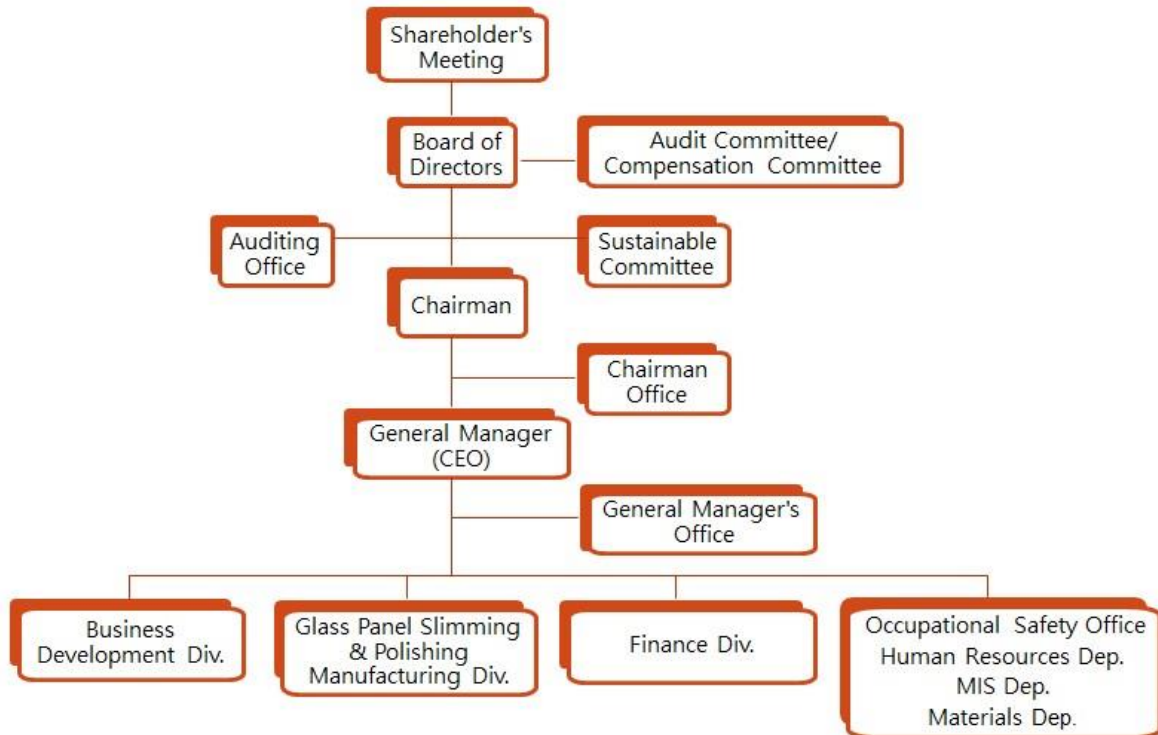 Shareholder's
Meeting
Board of
Directors
Audit Committee/
Compensation Committee
Auditing
Office
Sustainable
Committee
Chairman
Chairman
Office
General Manager
(CEO)
General Manager's
Office
Business
Development Div.
Glass Panel Slimming
& Polishing
Manufacturing Div.
Finance Div.
Occupational Safety Office
Human Resources Dep.
MIS Dep.
Materials Dep.